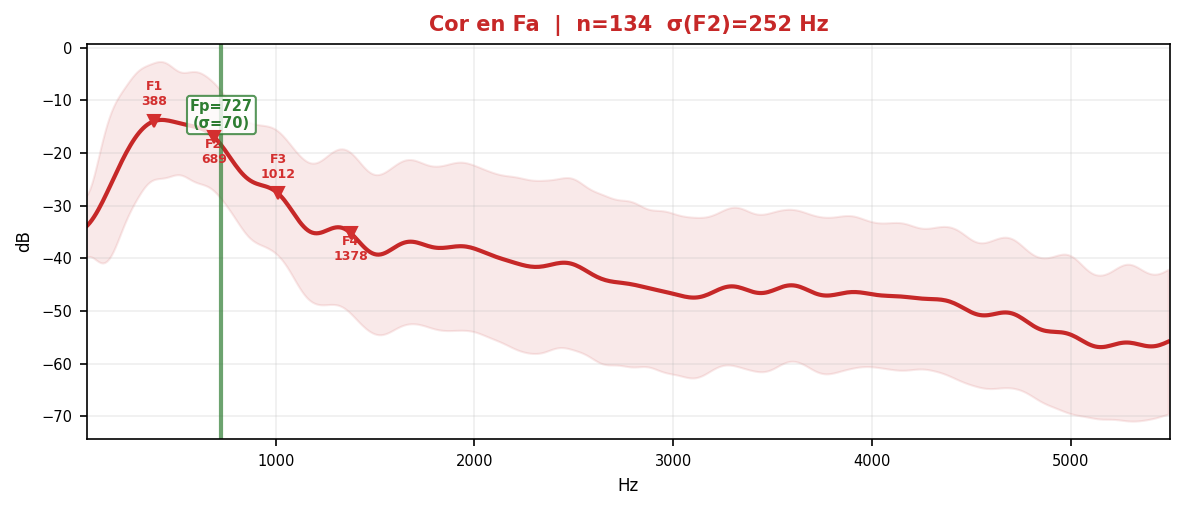 Cor en Fa | n=134 σ(F2)=252 Hz
dB
0
−10
−20
−30
−40
−50
−60
−70
F1
388
Fp=727
(σ=70)
F2
689
F3
1012
F4
1378
1000
2000
3000
4000
5000
Hz